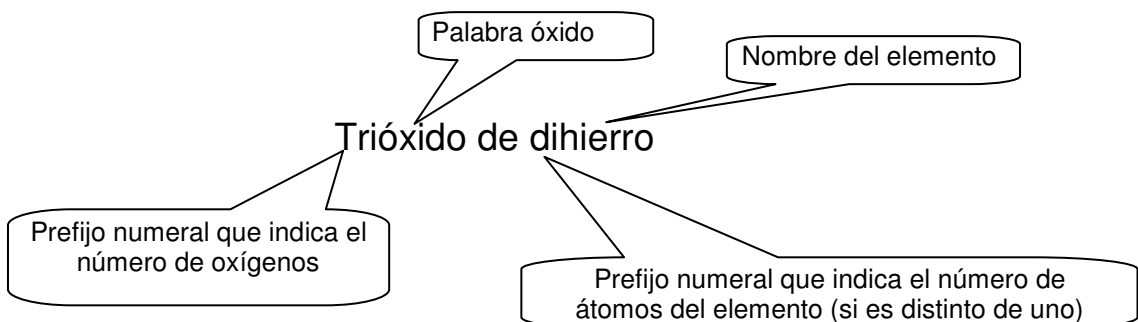 Palabra óxido
Nombre del elemento
Trióxido de dihierro
Prefijo numeral que indica el
número de oxígenos
Prefijo numeral que indica el número de
átomos del elemento (si es distinto de uno)